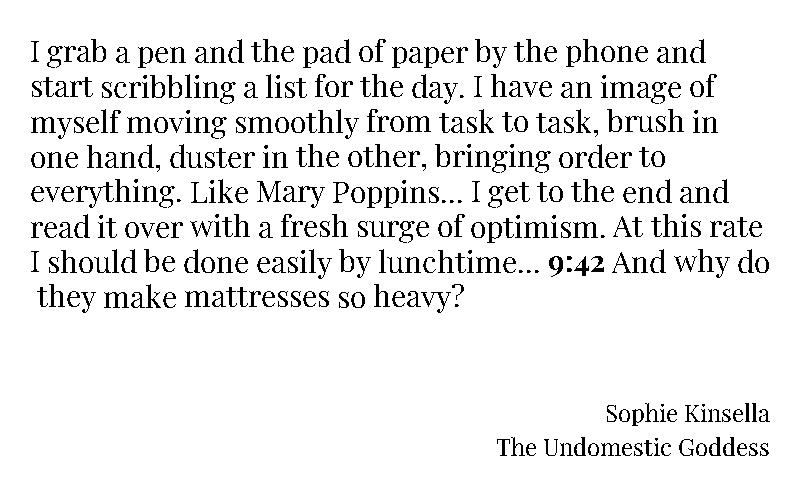 I grab a pen and the pad of paper by the phone and
start scribbling a list for the day. I have an image of
myself moving smoothly from task to task, brush in
one hand, duster in the other, bringing order to
everything. Like Mary Poppins... I get to the end and
read it over with a fresh surge of optimism. At this rate
I should be done easily by lunchtime... 9:42 And why do
they make mattresses so heavy?
Sophie Kinsella
The Undomestic Goddess